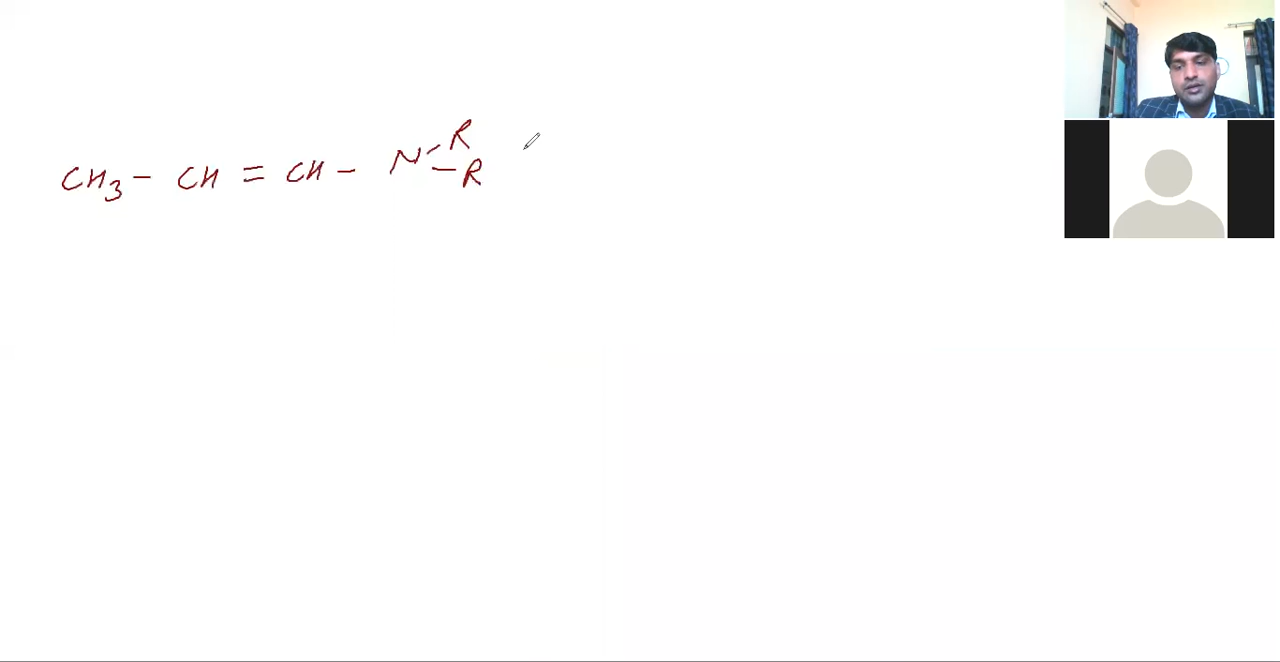 CH3 - CH = CH - N - R
- R